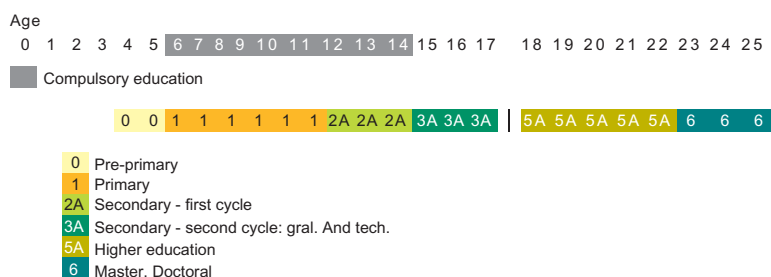 Age
0 1 2 3 4 5 6 7 8 9 10 11 12 13 14 15 16 17 18 19 20 21 22 23 24 25
Compulsory education
0 0 1 1 1 1 1 1 2A 2A 2A 3A 3A 3A 5A 5A 5A 5A 5A 6 6 6
0 Pre-primary
1 Primary
2A Secondary - first cycle
3A Secondary - second cycle: gral. And tech.
5A Higher education
6 Master, Doctoral